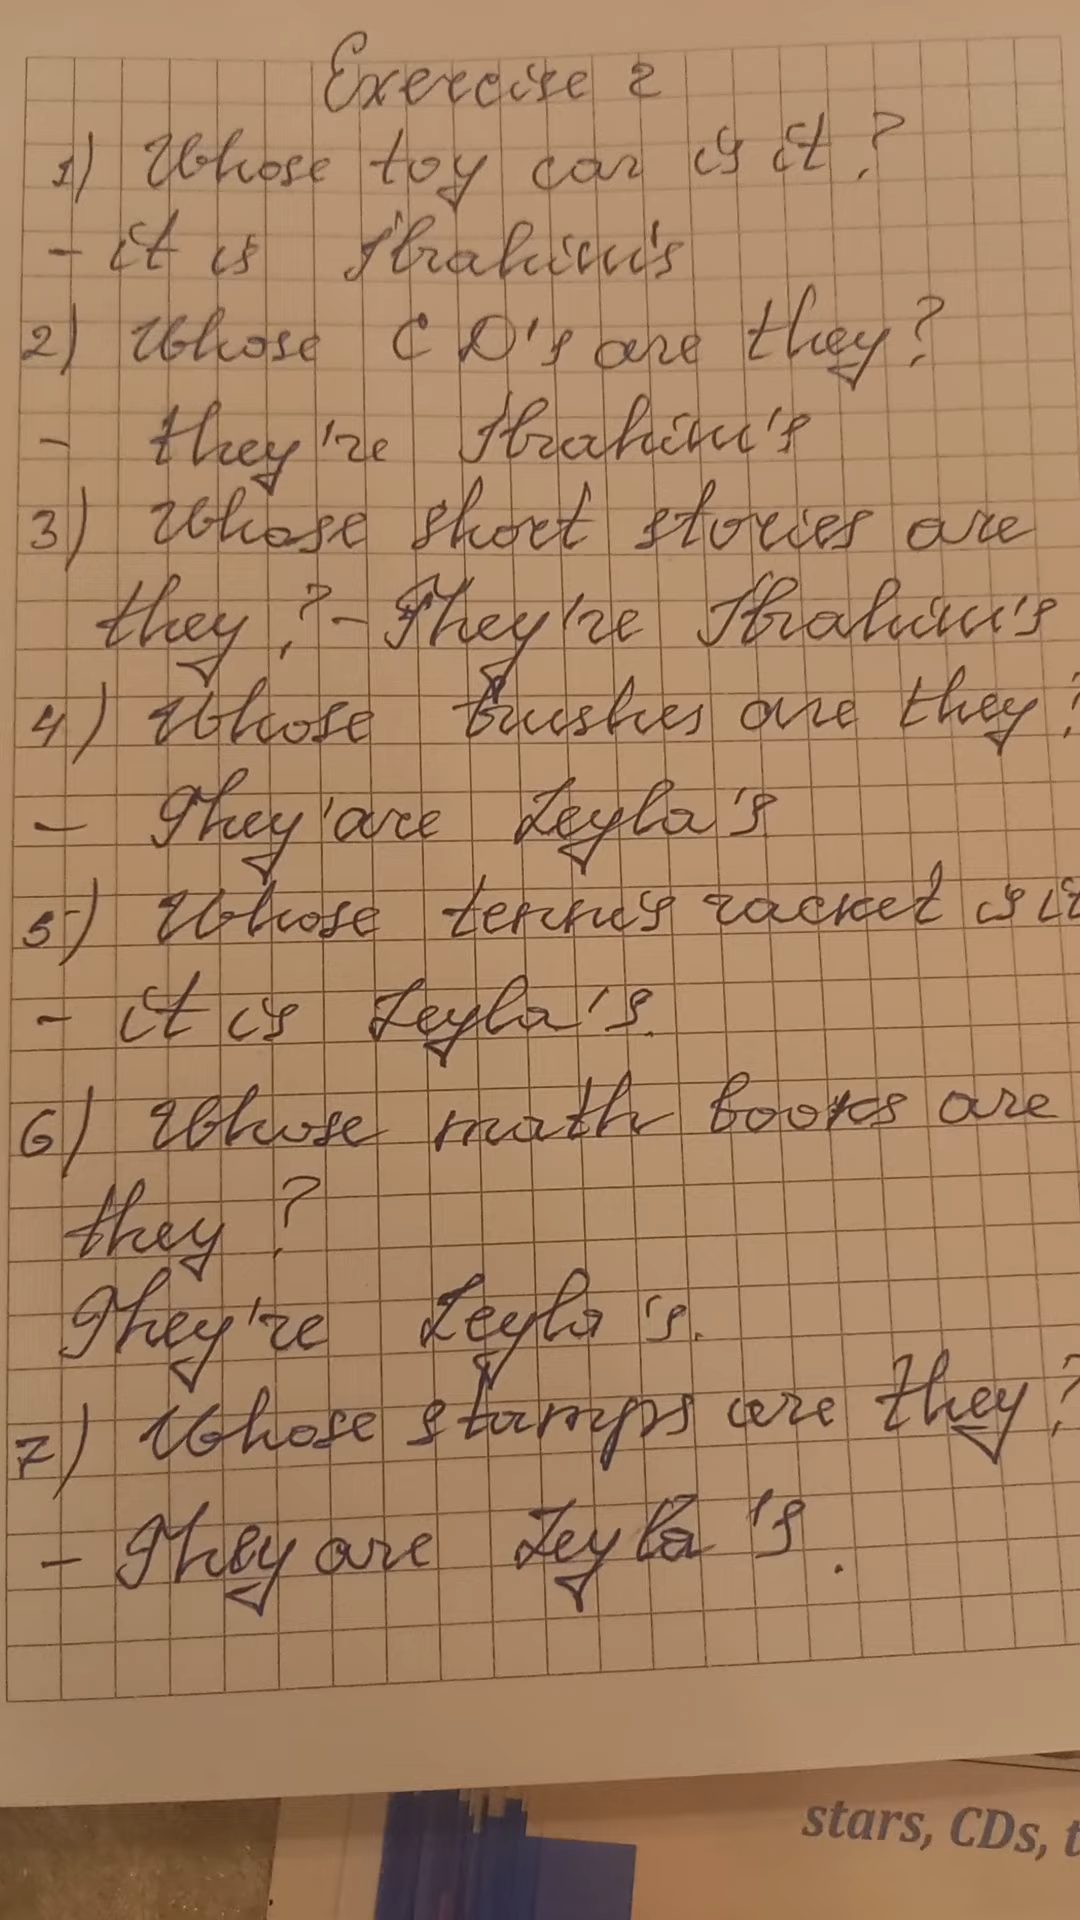 Exercise 2
1) Whose toy car is it?
- it is Ibrahim's
2) Whose CD's are they?
- they're Ibrahim's
3) Whose short stories are
they? - They're Ibrahim's
4) Whose brushes are they?
- They'are Leyla's
5) Whose tennis racket is it
- it is Leyla's.
6) Whose math books are
they?
They're Leyla's.
7) Whose stamps are they?
- They are Leyla's.
stars, CDs, t